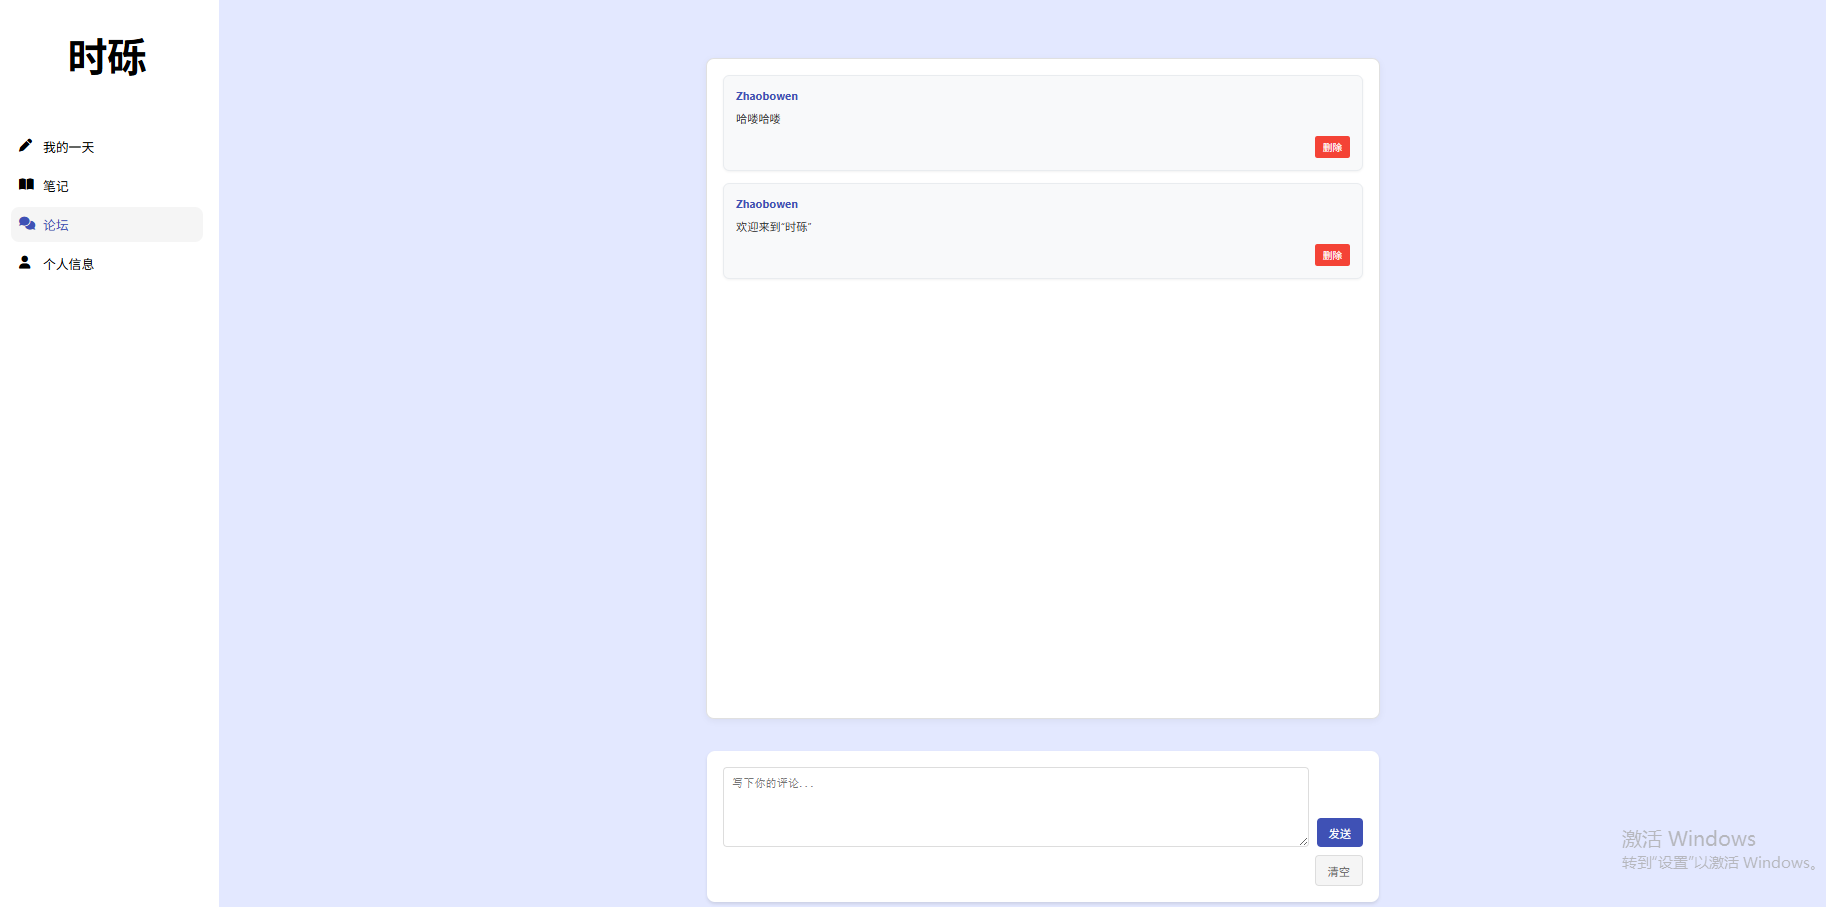 时砾
我的一天
笔记
论坛
个人信息
Zhaobowen
哈喽哈喽
删除
Zhaobowen
欢迎来到“时砾”
删除
写下你的评论...
发送
清空
激活 Windows
转到“设置”以激活 Windows。